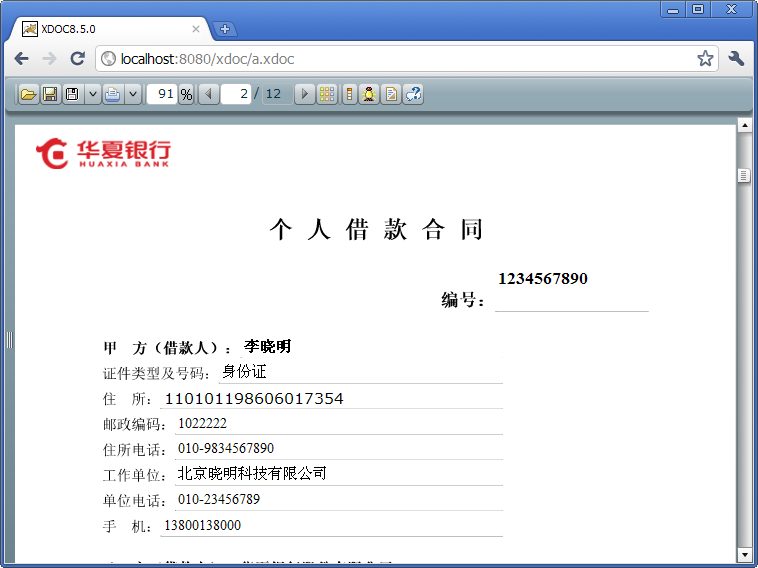 XDOC8.5.0
localhost:8080/xdoc/a.xdoc
91 % 2 / 12
华夏银行
HUAXIA BANK
个人借款合同
1234567890
编号：
甲 方（借款人）：李晓明
证件类型及号码：身份证
住 所：110101198606017354
邮政编码：1022222
住所电话：010-9834567890
工作单位：北京晓明科技有限公司
单位电话：010-23456789
手 机：13800138000